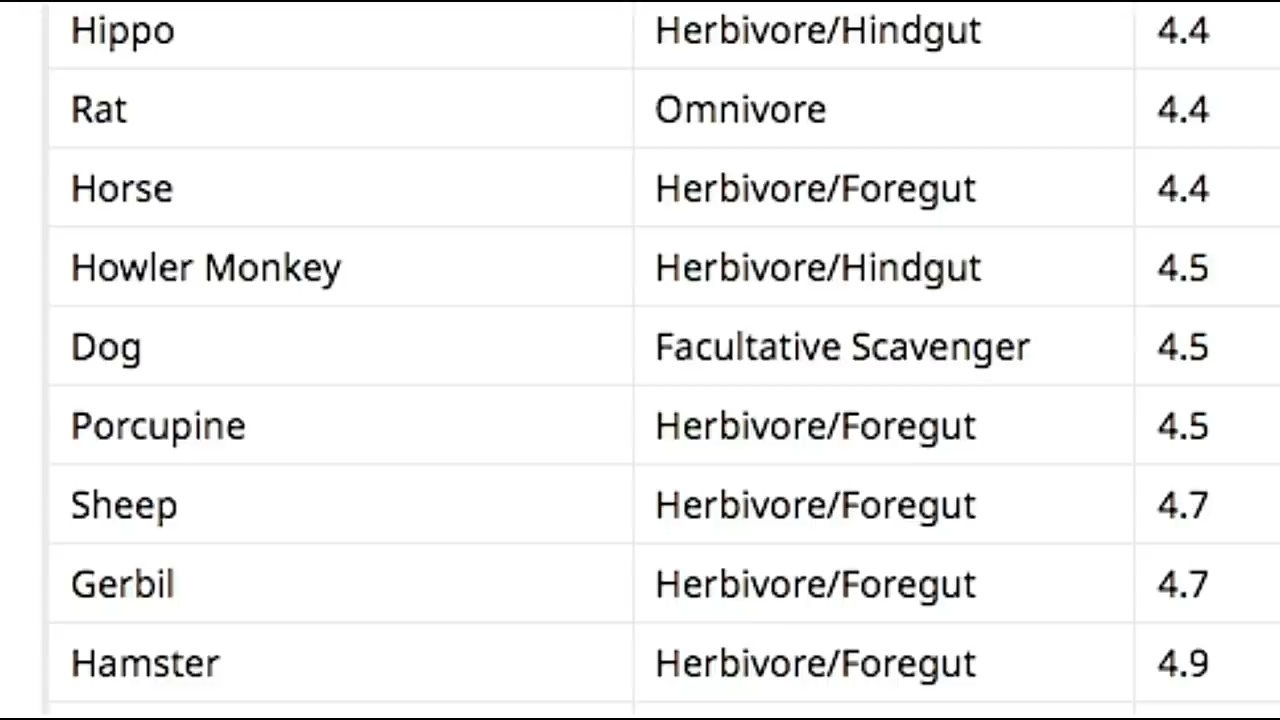 Hippo Herbivore/Hindgut 4.4
Rat Omnivore 4.4
Horse Herbivore/Foregut 4.4
Howler Monkey Herbivore/Hindgut 4.5
Dog Facultative Scavenger 4.5
Porcupine Herbivore/Foregut 4.5
Sheep Herbivore/Foregut 4.7
Gerbil Herbivore/Foregut 4.7
Hamster Herbivore/Foregut 4.9